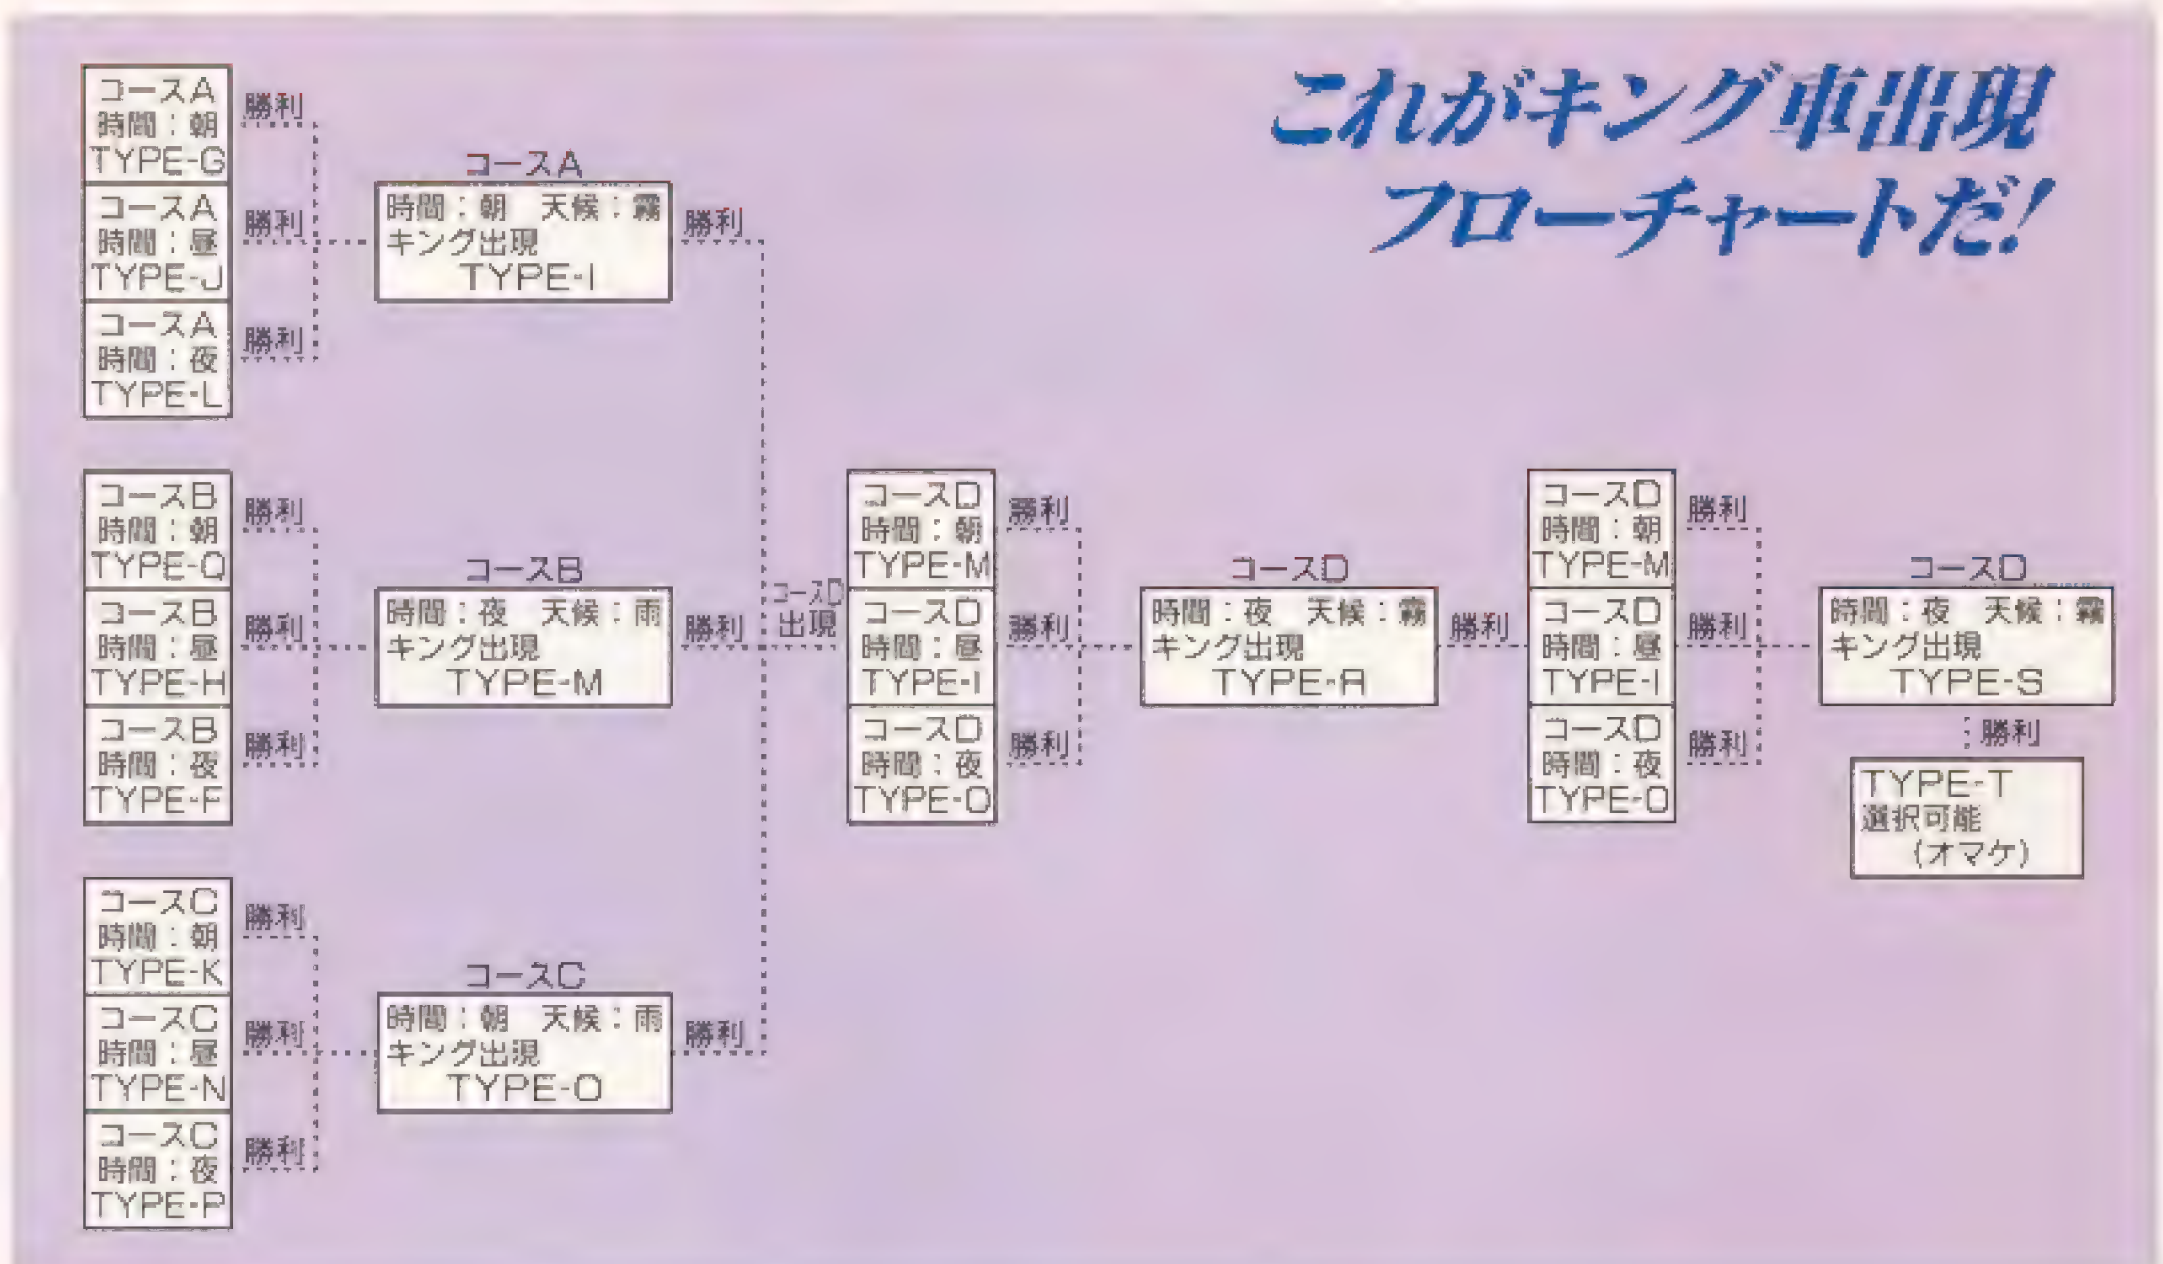 これがキング車出現
フローチャートだ!
コースA
時間：朝
TYPE-G
勝利
コースA
時間：昼
TYPE-J
勝利
コースA
時間：夜
TYPE-L
勝利
コースA
時間：朝　天候：霧
キング出現
TYPE-I
勝利
コースB
時間：朝
TYPE-Q
勝利
コースB
時間：昼
TYPE-H
勝利
コースB
時間：夜
TYPE-F
勝利
コースB
時間：夜　天候：雨
キング出現
TYPE-M
勝利
コースC
時間：朝
TYPE-K
勝利
コースC
時間：昼
TYPE-N
勝利
コースC
時間：夜
TYPE-P
勝利
コースC
時間：朝　天候：雨
キング出現
TYPE-O
勝利
コースD
出現
コースD
時間：朝
TYPE-M
勝利
コースD
時間：昼
TYPE-I
勝利
コースD
時間：夜
TYPE-O
勝利
コースD
時間：夜　天候：霧
キング出現
TYPE-R
勝利
コースD
時間：朝
TYPE-M
勝利
コースD
時間：昼
TYPE-I
勝利
コースD
時間：夜
TYPE-O
勝利
コースD
時間：夜　天候：霧
キング出現
TYPE-S
勝利
TYPE-T
選択可能
(オマケ)